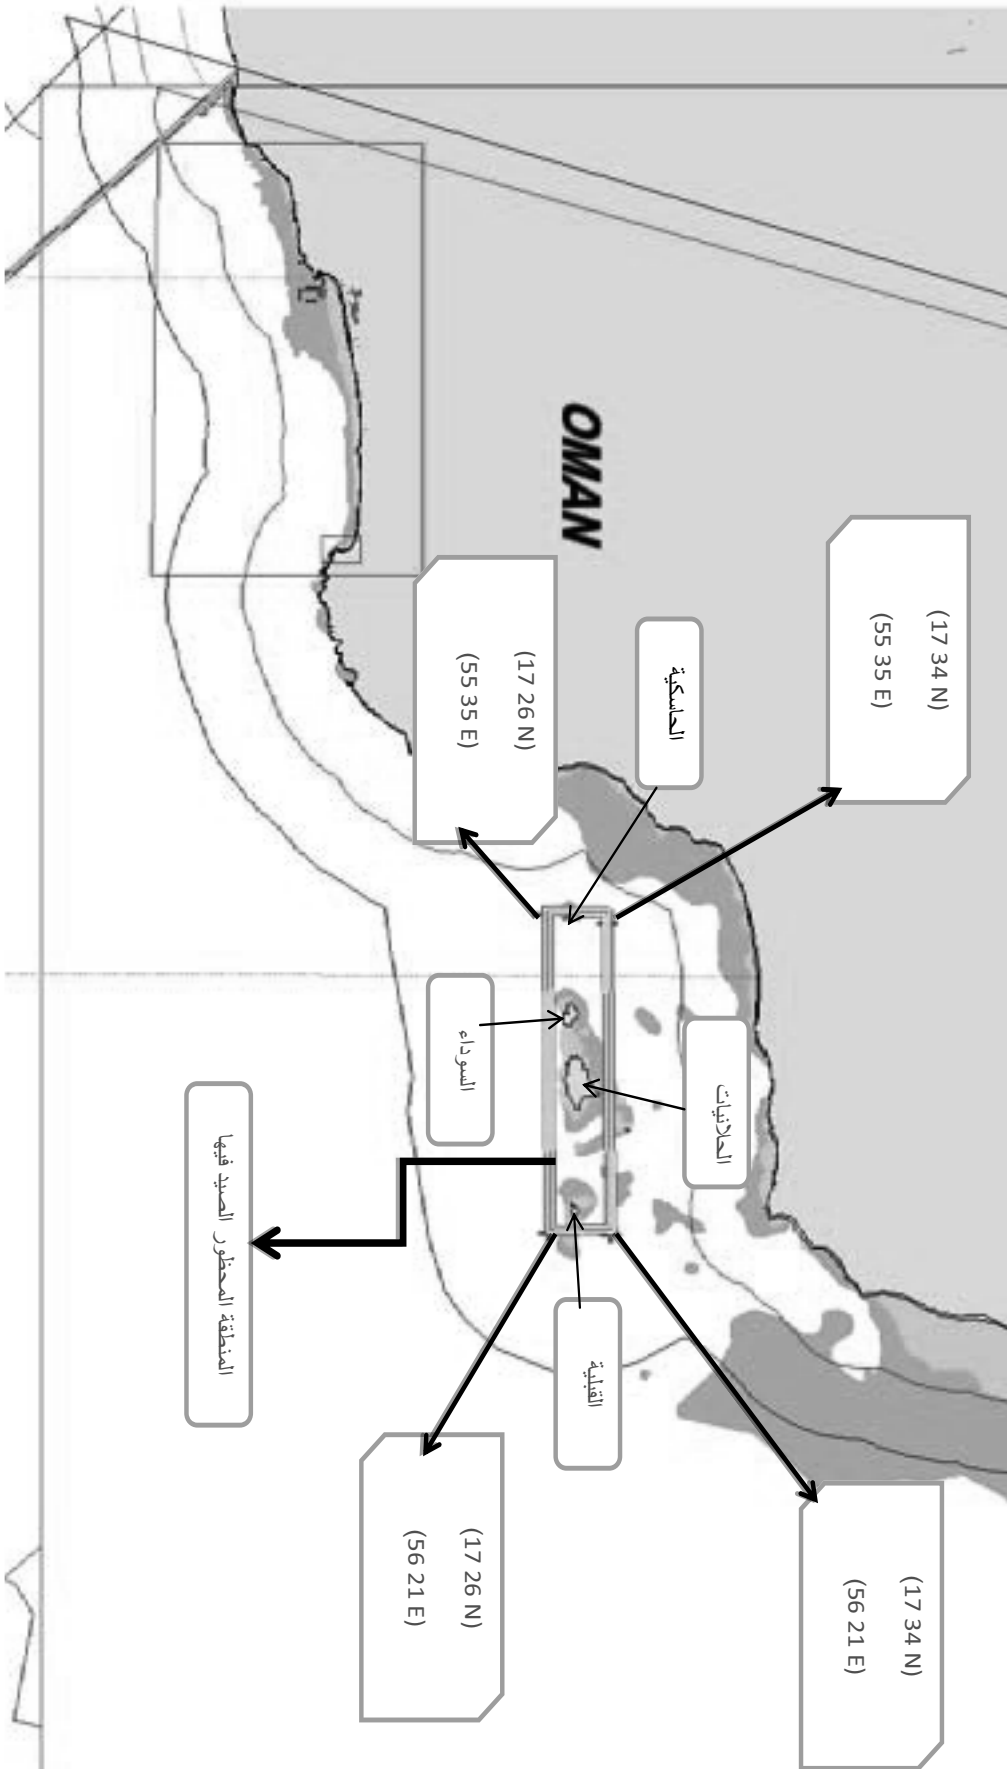 OMAN
(17 34 N)
(55 35 E)
(17 26 N)
(55 35 E)
الحاسكية
السوداء
الحلانيات
القبلية
المنطقة المحظور الصيد فيها
(17 34 N)
(56 21 E)
(17 26 N)
(56 21 E)